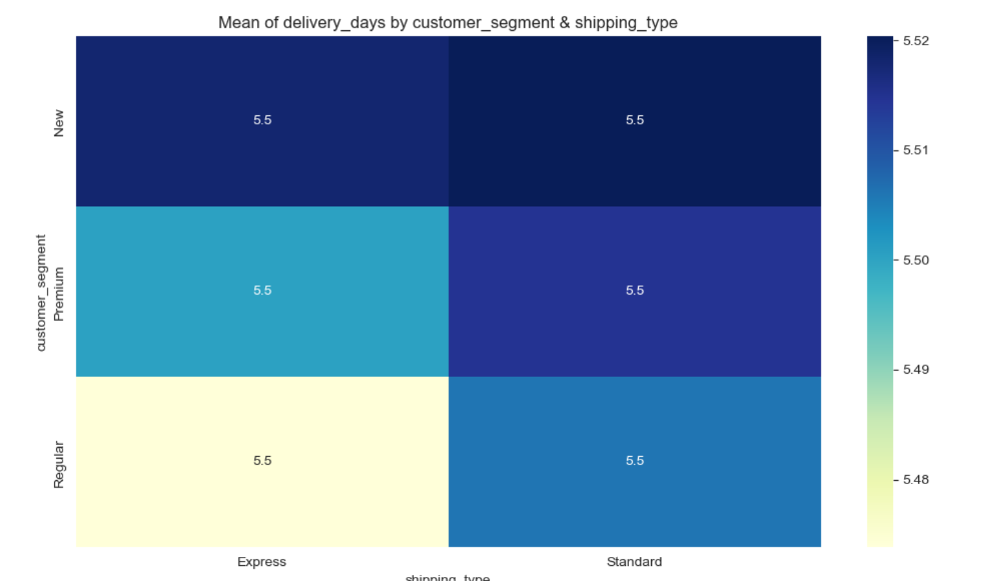 Mean of delivery_days by customer_segment & shipping_type
customer_segment
New
5.5 5.5
Premium
5.5 5.5
Regular
5.5 5.5
Express Standard
shipping_type
5.52
5.51
5.50
5.49
5.48